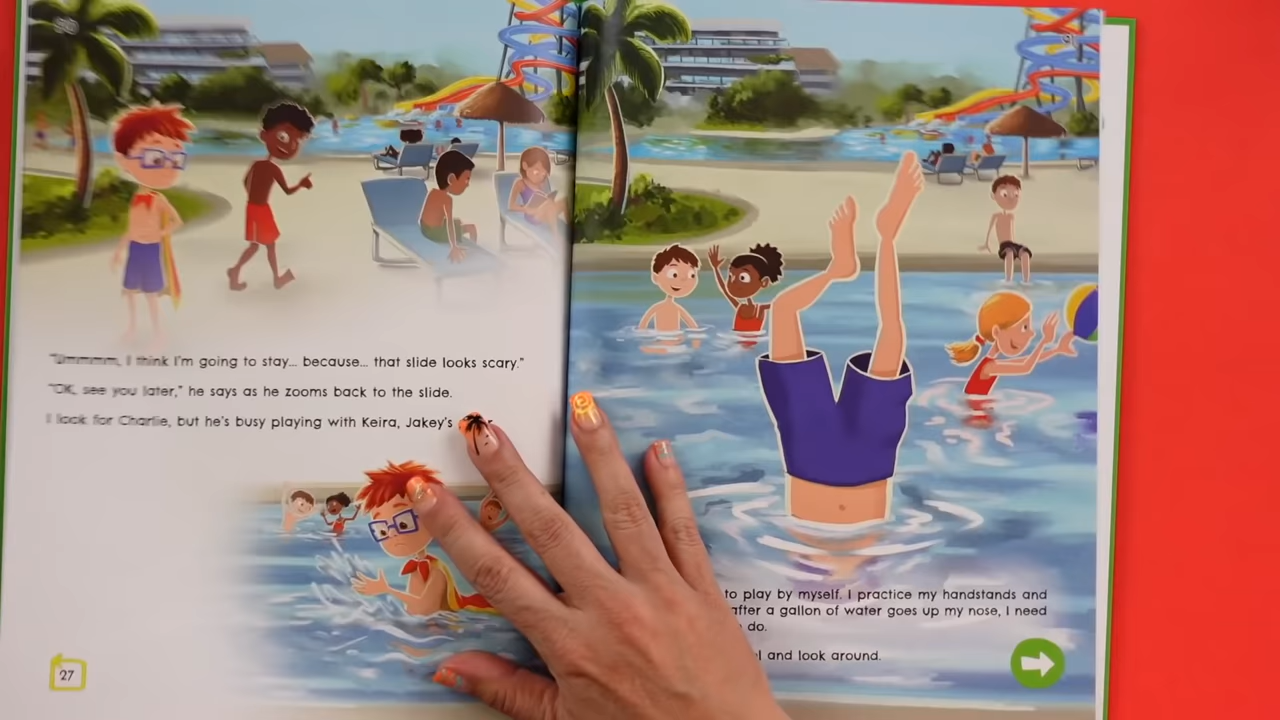 "Ummmm, I think I'm going to stay... because... that slide looks scary."
"OK, see you later," he says as he zooms back to the slide.
I look for Charlie, but he's busy playing with Keira, Jakey's
27
to play by myself. I practice my handstands and
after a gallon of water goes up my nose, I need
do.
and look around.